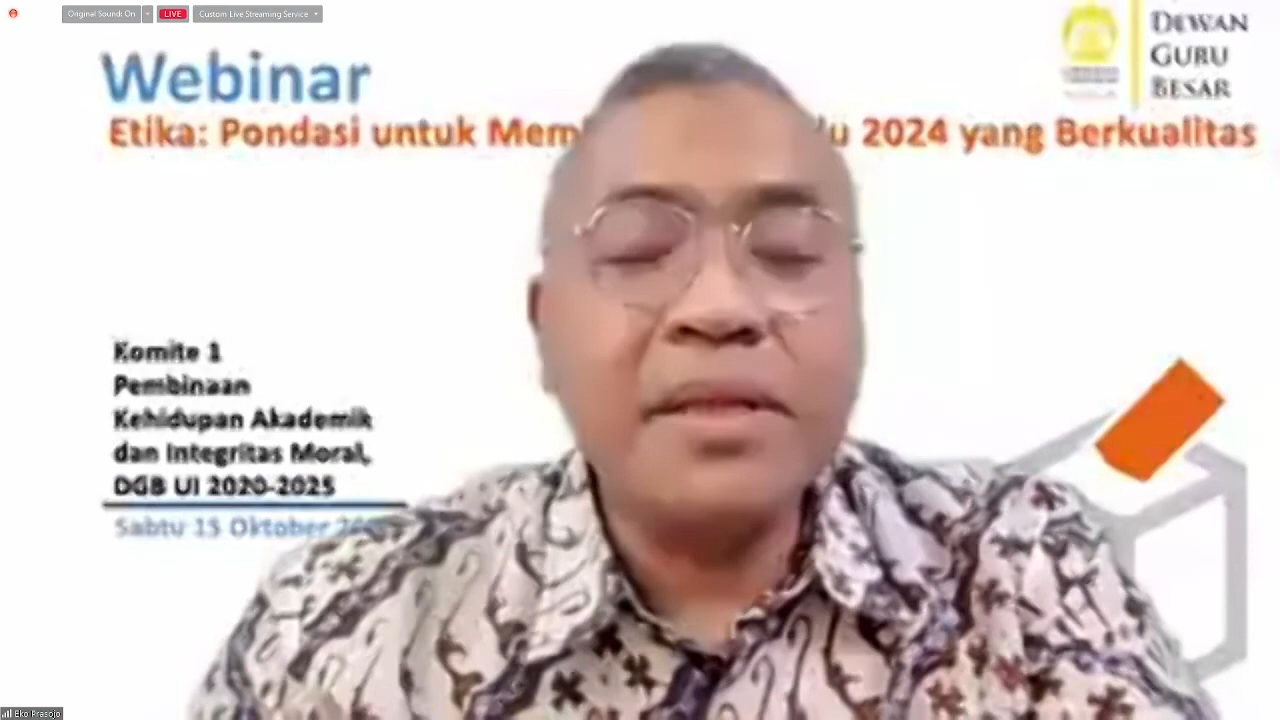 Original Sound: On
LIVE
Custom Live Streaming Service
DEWAN
GURU
BESAR
Webinar
Etika: Pondasi untuk Mem u 2024 yang Berkualitas
Komite 1
Pembinaan
Kehidupan Akademik
dan Integritas Moral,
DGB UI 2020-2025
Sabtu 15 Oktober
Eko Prasojo